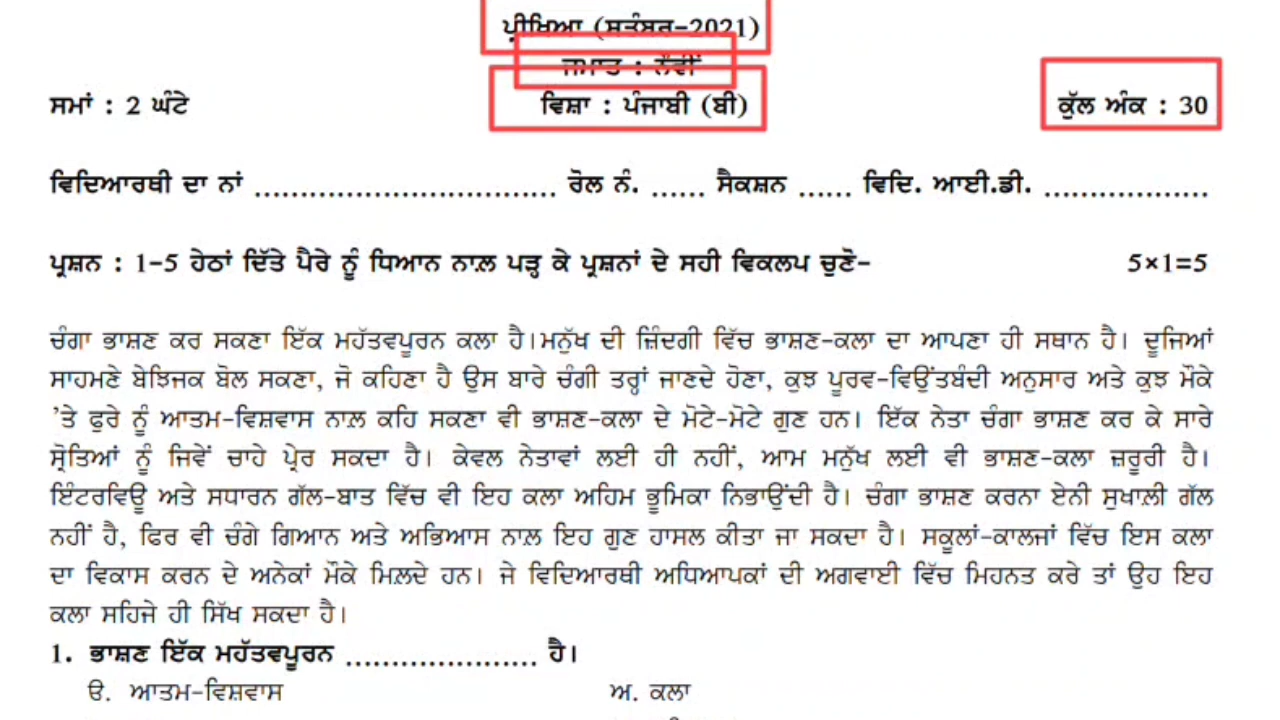 ਪ੍ਰੀਖਿਆ (ਸਤੰਬਰ-2021)
ਜਮਾਤ : ਨੌਵੀਂ
ਸਮਾਂ : 2 ਘੰਟੇ ਵਿਸ਼ਾ : ਪੰਜਾਬੀ (ਬੀ) ਕੁੱਲ ਅੰਕ : 30
ਵਿਦਿਆਰਥੀ ਦਾ ਨਾਂ .............................. ਰੋਲ ਨੰ. ...... ਸੈਕਸ਼ਨ ...... ਵਿਦਿ. ਆਈ.ਡੀ. .................
ਪ੍ਰਸ਼ਨ : 1-5 ਹੇਠਾਂ ਦਿੱਤੇ ਪੈਰੇ ਨੂੰ ਧਿਆਨ ਨਾਲ਼ ਪੜ੍ਹ ਕੇ ਪ੍ਰਸ਼ਨਾਂ ਦੇ ਸਹੀ ਵਿਕਲਪ ਚੁਣੋ- 5×1=5
ਚੰਗਾ ਭਾਸ਼ਣ ਕਰ ਸਕਣਾ ਇੱਕ ਮਹੱਤਵਪੂਰਨ ਕਲਾ ਹੈ। ਮਨੁੱਖ ਦੀ ਜ਼ਿੰਦਗੀ ਵਿੱਚ ਭਾਸ਼ਣ-ਕਲਾ ਦਾ ਆਪਣਾ ਹੀ ਸਥਾਨ ਹੈ। ਦੂਜਿਆਂ
ਸਾਹਮਣੇ ਬੇਝਿਜਕ ਬੋਲ ਸਕਣਾ, ਜੋ ਕਹਿਣਾ ਹੈ ਉਸ ਬਾਰੇ ਚੰਗੀ ਤਰ੍ਹਾਂ ਜਾਣਦੇ ਹੋਣਾ, ਕੁਝ ਪੂਰਵ-ਵਿਉਂਤਬੰਦੀ ਅਨੁਸਾਰ ਅਤੇ ਕੁਝ ਮੌਕੇ
’ਤੇ ਫੁਰੇ ਨੂੰ ਆਤਮ-ਵਿਸ਼ਵਾਸ ਨਾਲ਼ ਕਹਿ ਸਕਣਾ ਵੀ ਭਾਸ਼ਣ-ਕਲਾ ਦੇ ਮੋਟੇ-ਮੋਟੇ ਗੁਣ ਹਨ। ਇੱਕ ਨੇਤਾ ਚੰਗਾ ਭਾਸ਼ਣ ਕਰ ਕੇ ਸਾਰੇ
ਸ੍ਰੋਤਿਆਂ ਨੂੰ ਜਿਵੇਂ ਚਾਹੇ ਪ੍ਰੇਰ ਸਕਦਾ ਹੈ। ਕੇਵਲ ਨੇਤਾਵਾਂ ਲਈ ਹੀ ਨਹੀਂ, ਆਮ ਮਨੁੱਖ ਲਈ ਵੀ ਭਾਸ਼ਣ-ਕਲਾ ਜ਼ਰੂਰੀ ਹੈ।
ਇੰਟਰਵਿਊ ਅਤੇ ਸਧਾਰਨ ਗੱਲ-ਬਾਤ ਵਿੱਚ ਵੀ ਇਹ ਕਲਾ ਅਹਿਮ ਭੂਮਿਕਾ ਨਿਭਾਉਂਦੀ ਹੈ। ਚੰਗਾ ਭਾਸ਼ਣ ਕਰਨਾ ਏਨੀ ਸੁਖਾਲ਼ੀ ਗੱਲ
ਨਹੀਂ ਹੈ, ਫਿਰ ਵੀ ਚੰਗੇ ਗਿਆਨ ਅਤੇ ਅਭਿਆਸ ਨਾਲ਼ ਇਹ ਗੁਣ ਹਾਸਲ ਕੀਤਾ ਜਾ ਸਕਦਾ ਹੈ। ਸਕੂਲਾਂ-ਕਾਲਜਾਂ ਵਿੱਚ ਇਸ ਕਲਾ
ਦਾ ਵਿਕਾਸ ਕਰਨ ਦੇ ਅਨੇਕਾਂ ਮੌਕੇ ਮਿਲ਼ਦੇ ਹਨ। ਜੇ ਵਿਦਿਆਰਥੀ ਅਧਿਆਪਕਾਂ ਦੀ ਅਗਵਾਈ ਵਿੱਚ ਮਿਹਨਤ ਕਰੇ ਤਾਂ ਉਹ ਇਹ
ਕਲਾ ਸਹਿਜੇ ਹੀ ਸਿੱਖ ਸਕਦਾ ਹੈ।
1. ਭਾਸ਼ਣ ਇੱਕ ਮਹੱਤਵਪੂਰਨ ................... ਹੈ।
ੳ. ਆਤਮ-ਵਿਸ਼ਵਾਸ ਅ. ਕਲਾ